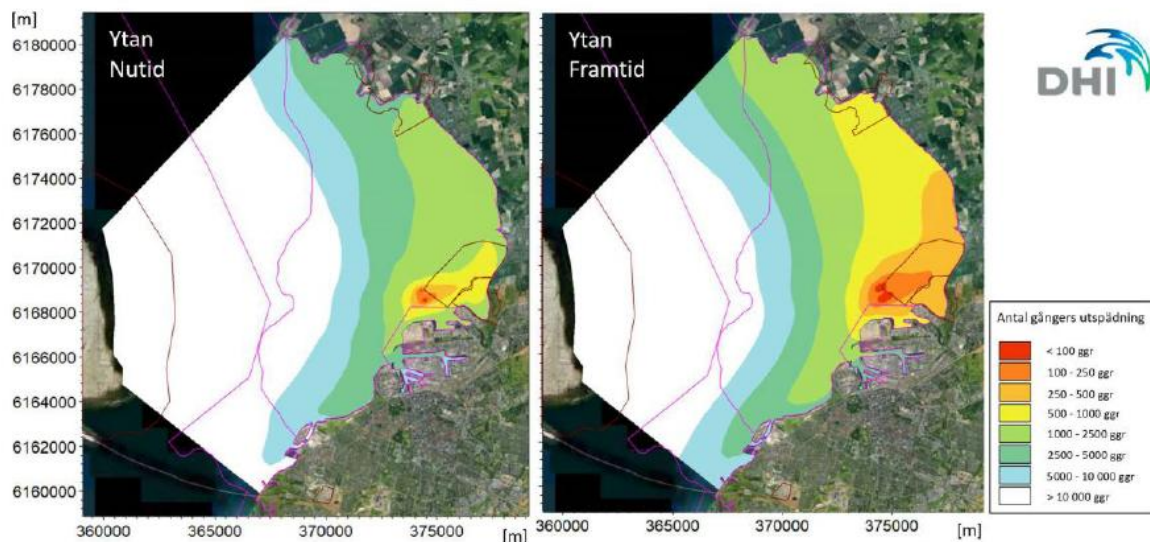 [m]
6180000
6178000
6176000
6174000
6172000
6170000
6168000
6166000
6164000
6162000
6160000
360000 365000 370000 375000 [m]
Ytan
Nutid
360000 365000 370000 375000 [m]
Ytan
Framtid
DHI
Antal gångers utspädning
< 100 ggr
100 - 250 ggr
250 - 500 ggr
500 - 1000 ggr
1000 - 2500 ggr
2500 - 5000 ggr
5000 - 10 000 ggr
> 10 000 ggr